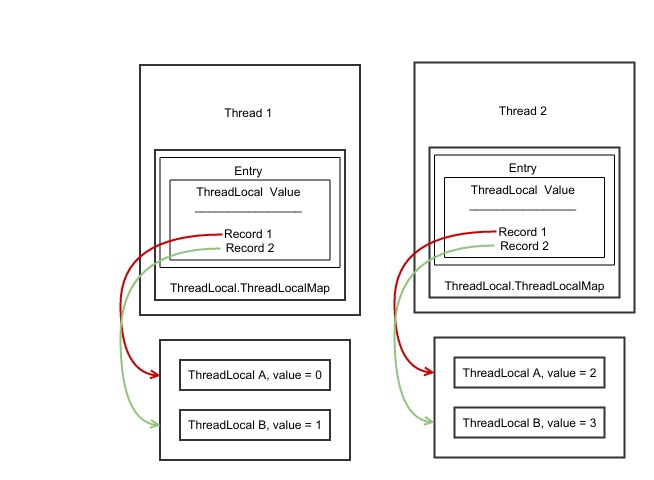 Thread 1
Entry
ThreadLocal Value
Record 1
Record 2
ThreadLocal.ThreadLocalMap
ThreadLocal A, value = 0
ThreadLocal B, value = 1
Thread 2
Entry
ThreadLocal Value
Record 1
Record 2
ThreadLocal.ThreadLocalMap
ThreadLocal A, value = 2
ThreadLocal B, value = 3